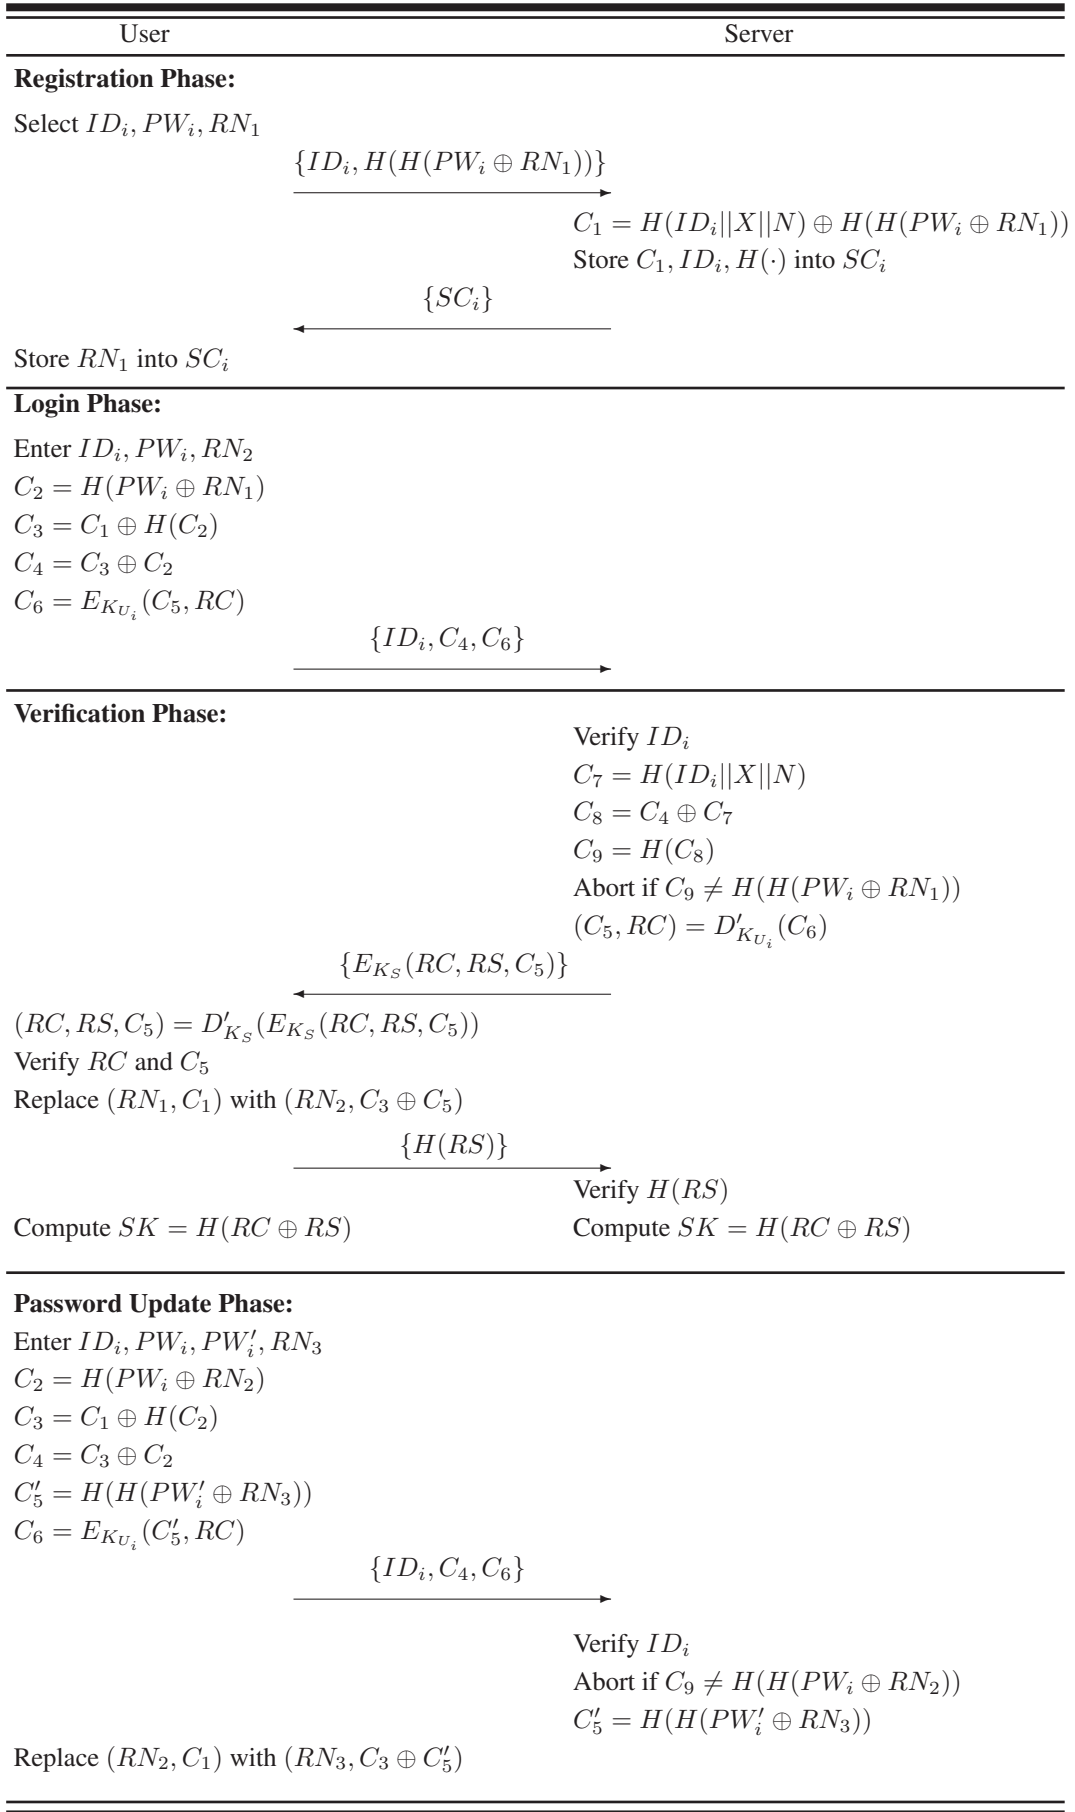 User Server
Registration Phase:
Select ID_i, PW_i, RN_1
{ID_i, H(H(PW_i ⊕ RN_1))}
C_1 = H(ID_i||X||N) ⊕ H(H(PW_i ⊕ RN_1))
Store C_1, ID_i, H(·) into SC_i
{SC_i}
Store RN_1 into SC_i
Login Phase:
Enter ID_i, PW_i, RN_2
C_2 = H(PW_i ⊕ RN_1)
C_3 = C_1 ⊕ H(C_2)
C_4 = C_3 ⊕ C_2
C_6 = E_{K_{U_i}}(C_5, RC)
{ID_i, C_4, C_6}
Verification Phase:
Verify ID_i
C_7 = H(ID_i||X||N)
C_8 = C_4 ⊕ C_7
C_9 = H(C_8)
Abort if C_9 ≠ H(H(PW_i ⊕ RN_1))
(C_5, RC) = D′_{K_{U_i}}(C_6)
{E_{K_S}(RC, RS, C_5)}
(RC, RS, C_5) = D′_{K_S}(E_{K_S}(RC, RS, C_5))
Verify RC and C_5
Replace (RN_1, C_1) with (RN_2, C_3 ⊕ C_5)
{H(RS)}
Verify H(RS)
Compute SK = H(RC ⊕ RS) Compute SK = H(RC ⊕ RS)
Password Update Phase:
Enter ID_i, PW_i, PW′_i, RN_3
C_2 = H(PW_i ⊕ RN_2)
C_3 = C_1 ⊕ H(C_2)
C_4 = C_3 ⊕ C_2
C′_5 = H(H(PW′_i ⊕ RN_3))
C_6 = E_{K_{U_i}}(C′_5, RC)
{ID_i, C_4, C_6}
Verify ID_i
Abort if C_9 ≠ H(H(PW_i ⊕ RN_2))
C′_5 = H(H(PW′_i ⊕ RN_3))
Replace (RN_2, C_1) with (RN_3, C_3 ⊕ C′_5)